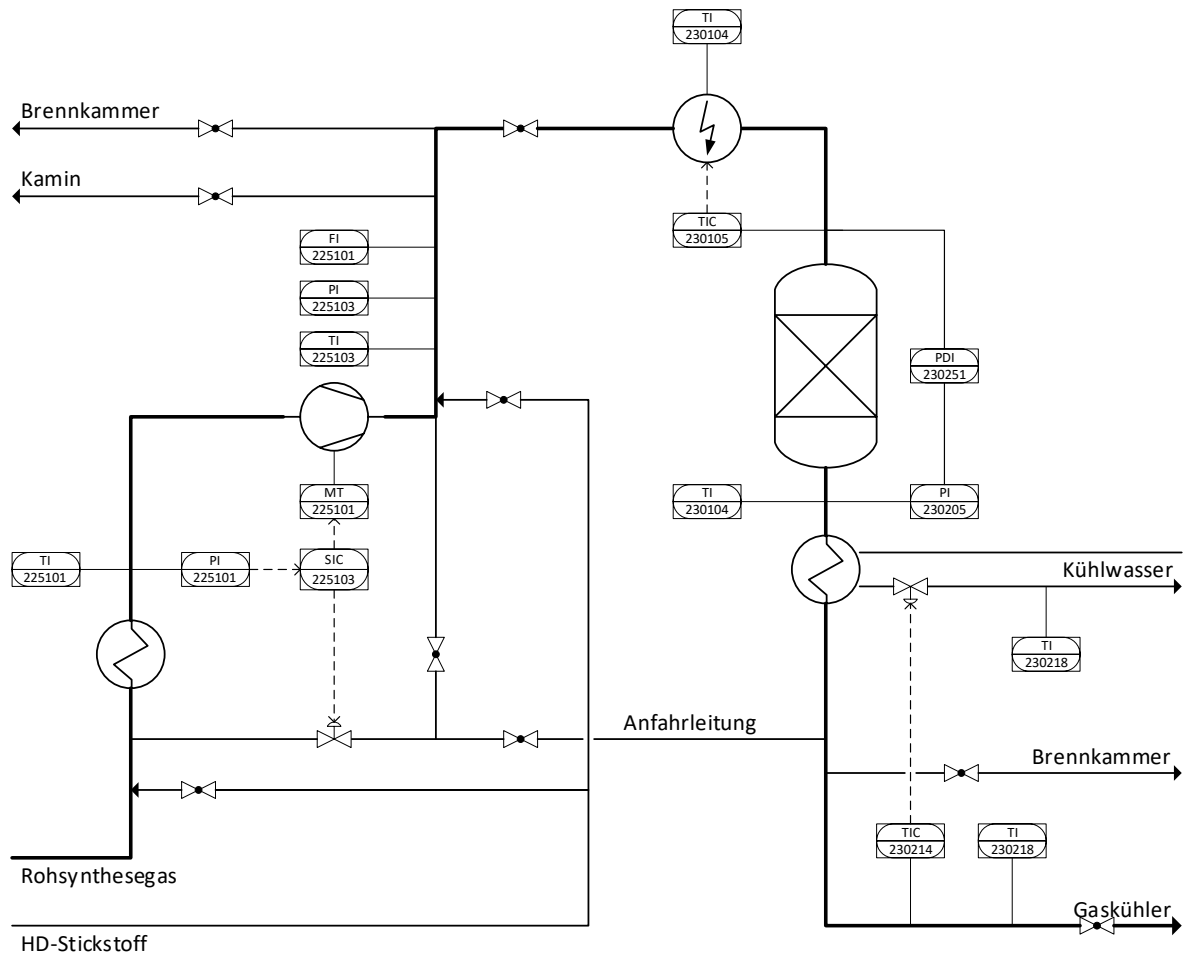 TI
230104
Brennkammer
Kamin
TIC
230105
FI
225101
PI
225103
TI
225103
PDI
230251
MT
225101
TI
230104
PI
230205
TI
225101
PI
225101
SIC
225103
Kühlwasser
TI
230218
Anfahrleitung
Brennkammer
TIC
230214
TI
230218
Rohsynthesegas
Gaskühler
HD-Stickstoff